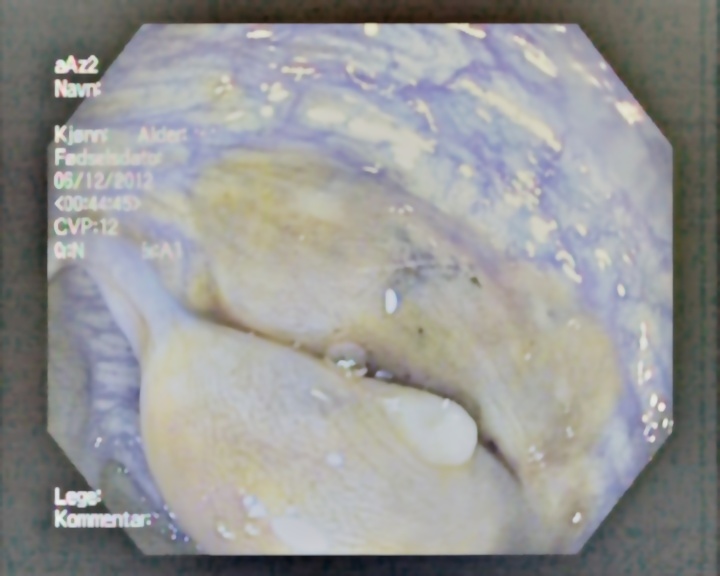 aAz2
Navn:
Kjønn: Alder:
Fødselsdato:
06/12/2012
<00:44:45>
CVP:12
Lege:
Kommentar: